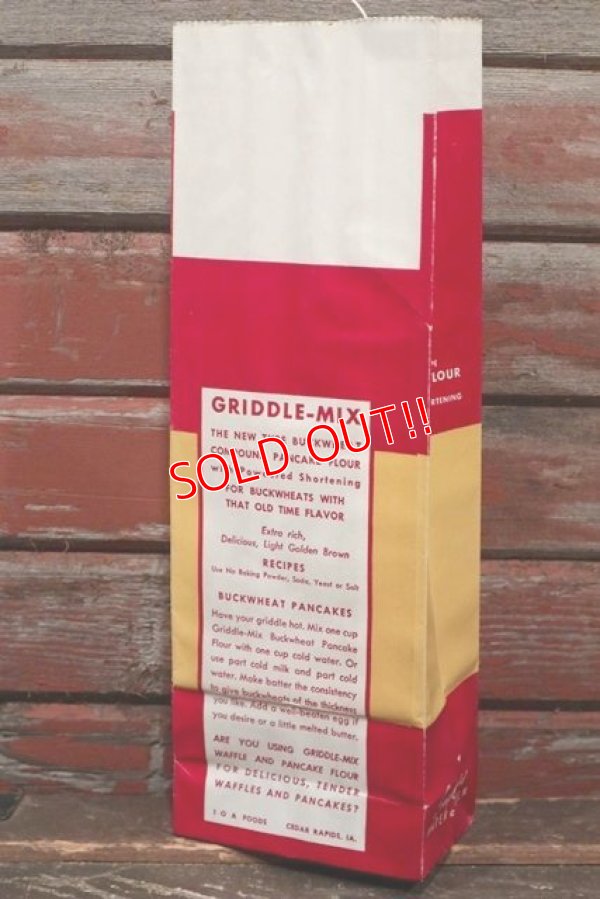 GRIDDLE-MIX
THE NEW TYPE BUCKWHEAT
COMPOUND PANCAKE FLOUR
with Powdered Shortening
FOR BUCKWHEATS WITH
THAT OLD TIME FLAVOR
Extra rich,
Delicious, Light Golden Brown
RECIPES
Use No Baking Powder, Soda, Yeast or Salt
BUCKWHEAT PANCAKES
Have your griddle hot. Mix one cup
Griddle-Mix Buckwheat Pancake
Flour with one cup cold water. Or
use part cold milk and part cold
water. Make batter the consistency
to give buckwheats of the thickness
you like. Add a well-beaten egg if
you desire or a little melted butter.
ARE YOU USING GRIDDLE-MIX
WAFFLE AND PANCAKE FLOUR
FOR DELICIOUS, TENDER
WAFFLES AND PANCAKES?
CEDAR RAPIDS, IA.
LOUR
RTENING
SOLD OUT!!